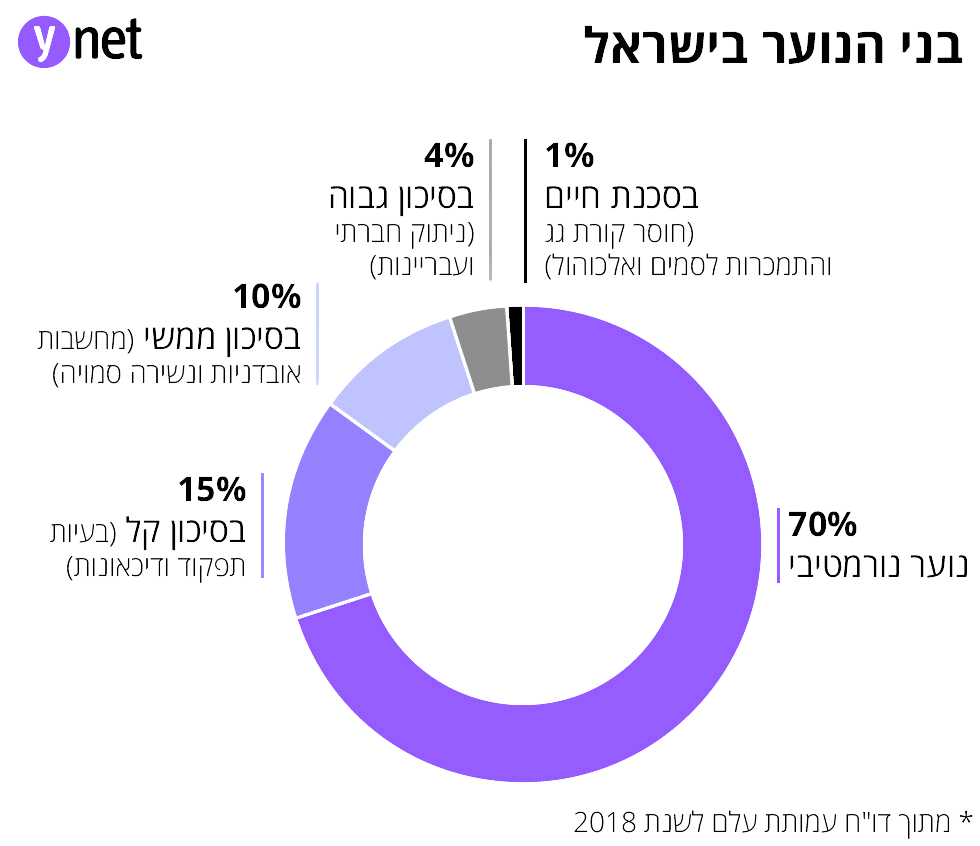 ynet
בני הנוער בישראל
1%
בסכנת חיים
(חוסר קורת גג
והתמכרות לסמים ואלכוהול)
4%
בסיכון גבוה
(ניתוק חברתי
ועבריינות)
10%
בסיכון ממשי (מחשבות
אובדניות ונשירה סמויה)
15%
בסיכון קל (בעיות
תפקוד ודיכאונות)
70%
נוער נורמטיבי
* מתוך דו"ח עמותת עלם לשנת 2018